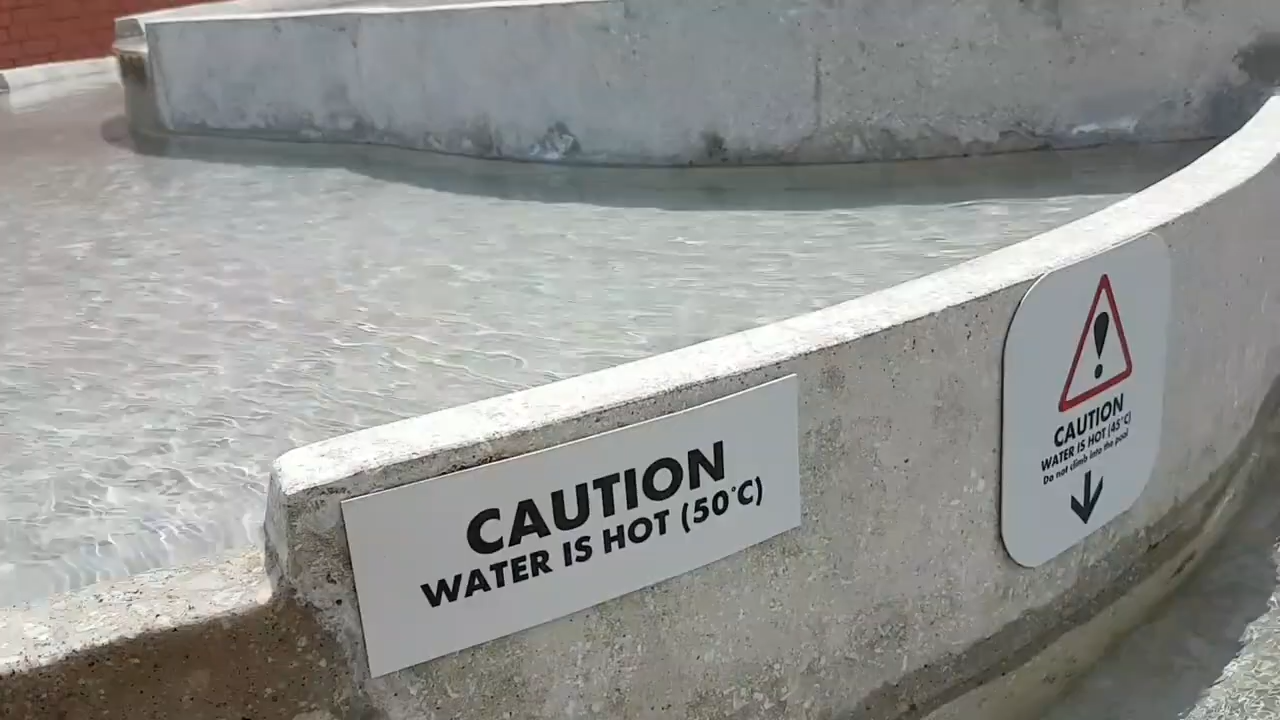 CAUTION
WATER IS HOT (50°C)
CAUTION
WATER IS HOT (45°C)
Do not climb into the pool